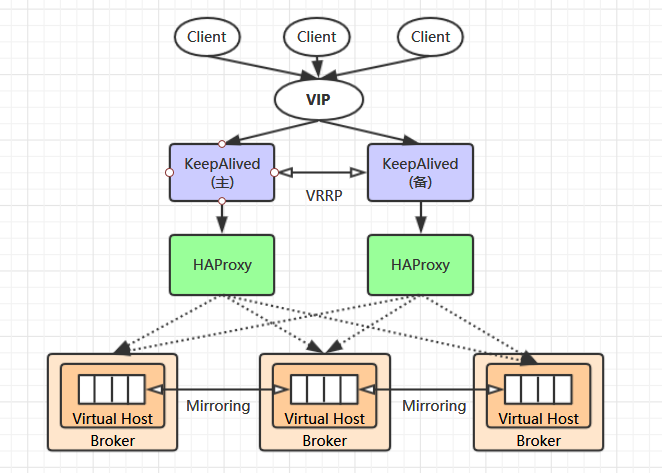 Client
Client
Client
VIP
KeepAlived
(主)
KeepAlived
(备)
VRRP
HAProxy
HAProxy
Mirroring
Mirroring
Virtual Host
Virtual Host
Virtual Host
Broker
Broker
Broker